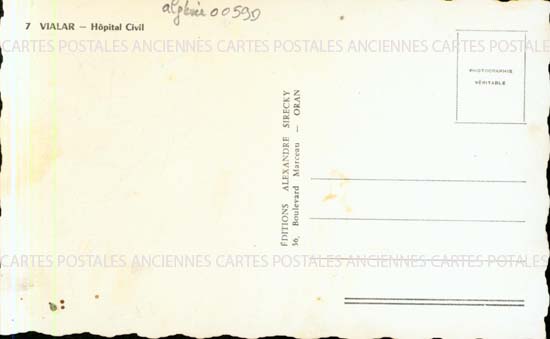 algérie 00590
7 VIALAR — Hôpital Civil
CARTES POSTALES ANCIENNES CARTES POSTALES ANCIENNES CARTES POSTALES
PHOTOGRAPHIE
VÉRITABLE
ÉDITIONS ALEXANDRE SIRECKY
36, Boulevard Marceau — ORAN
CARTES POSTALES ANCIENNES CARTES POSTALES ANCIENNES CARTES POTALES